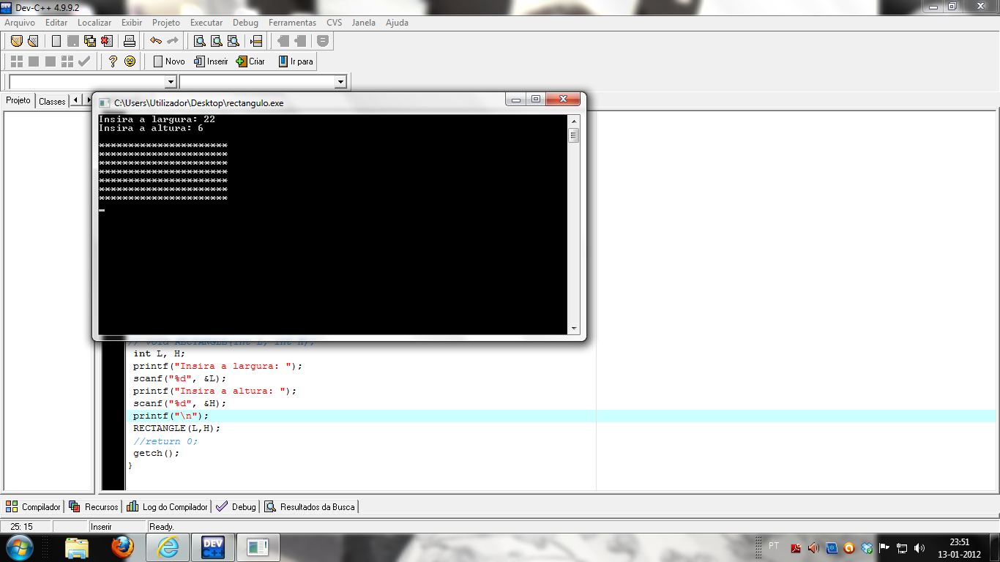 Dev-C++ 4.9.9.2
Arquivo Editar Localizar Exibir Projeto Executar Debug Ferramentas CVS Janela Ajuda
Novo Inserir Criar Ir para
Projeto Classes
C:\Users\Utilizador\Desktop\rectangulo.exe
Insira a largura: 22
Insira a altura: 6
**********************
**********************
**********************
**********************
**********************
**********************
**********************
_
// void RECTANGLE(int L, int H);
int L, H;
printf("Insira a largura: ");
scanf("%d", &L);
printf("Insira a altura: ");
scanf("%d", &H);
printf("\n");
RECTANGLE(L,H);
//return 0;
getch();
}
Compilador Recursos Log do Compilador Debug Resultados da Busca
25: 15 Inserir Ready.
DEV C++
PT
23:51
13-01-2012